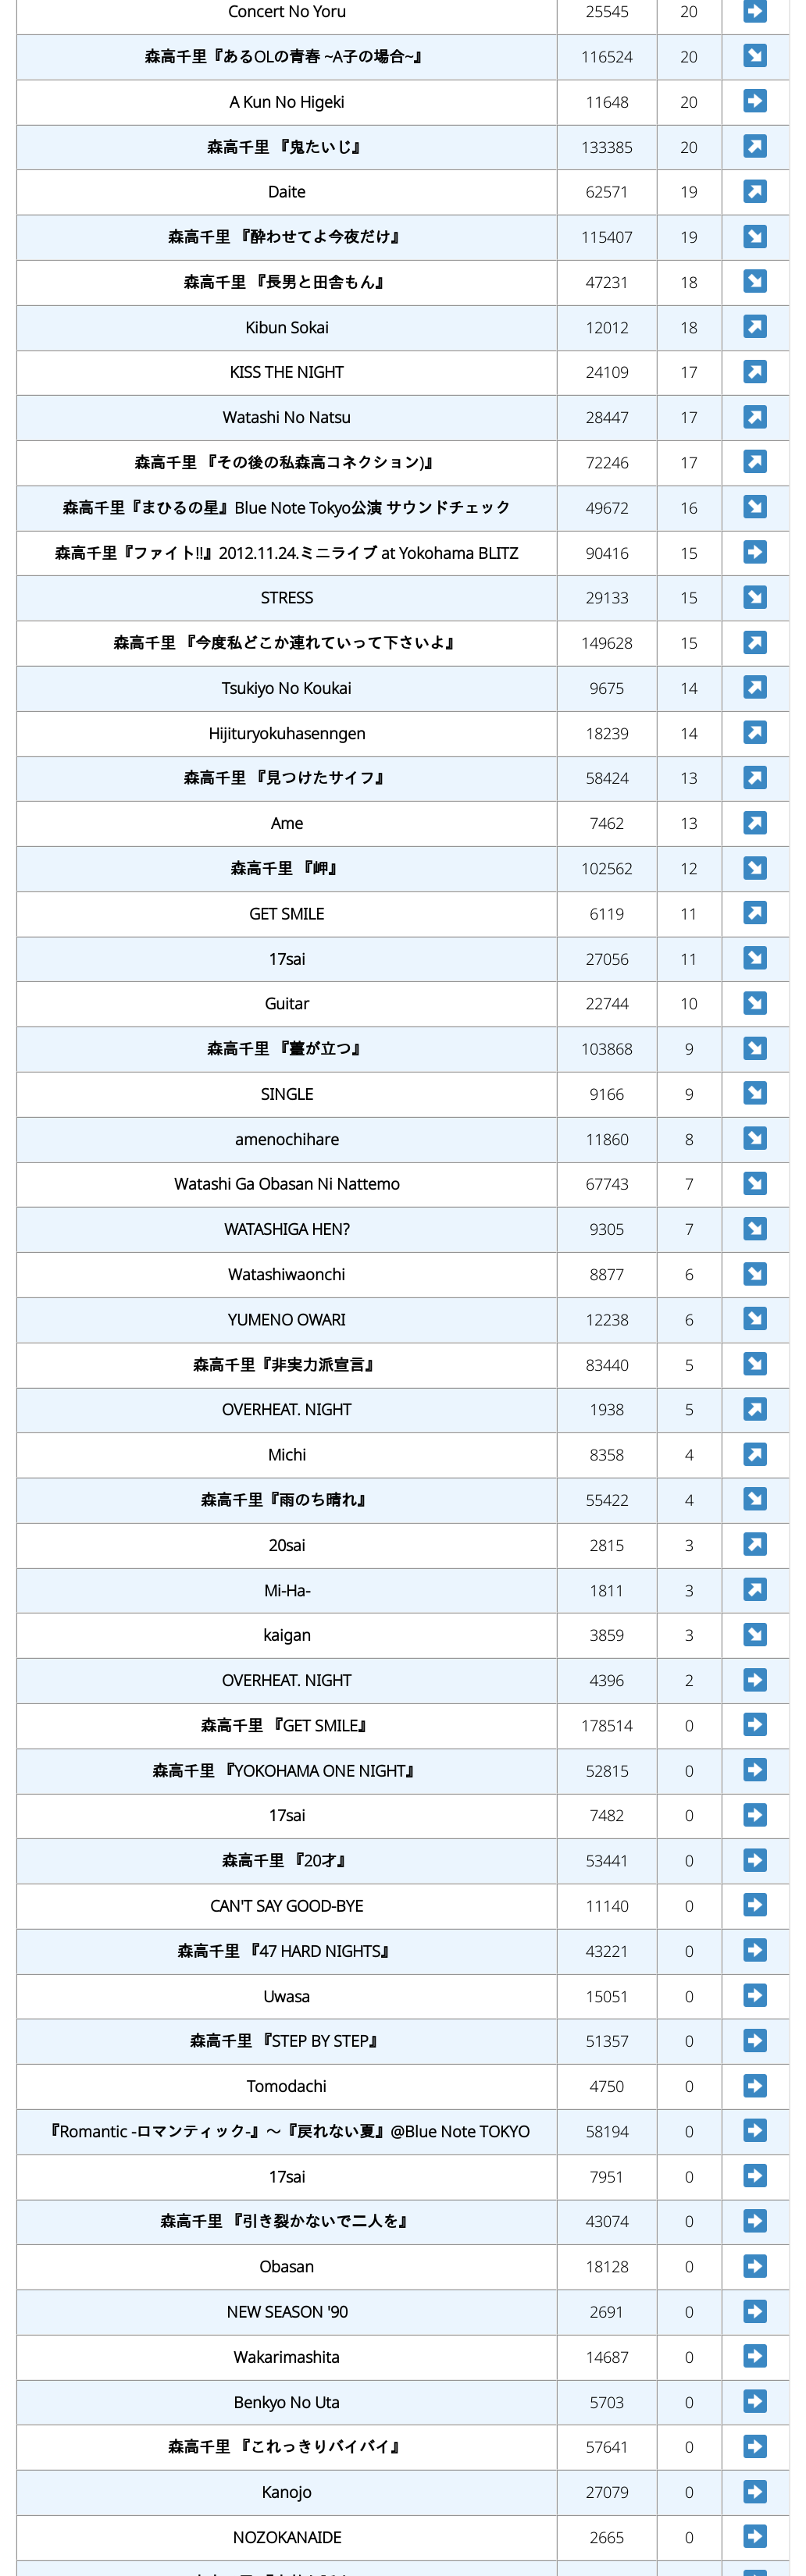 Concert No Yoru 25545 20
森高千里『あるOLの青春 ~A子の場合~』 116524 20
A Kun No Higeki 11648 20
森高千里 『鬼たいじ』 133385 20
Daite 62571 19
森高千里 『酔わせてよ今夜だけ』 115407 19
森高千里 『長男と田舎もん』 47231 18
Kibun Sokai 12012 18
KISS THE NIGHT 24109 17
Watashi No Natsu 28447 17
森高千里 『その後の私森高コネクション)』 72246 17
森高千里『まひるの星』Blue Note Tokyo公演 サウンドチェック 49672 16
森高千里『ファイト!!』2012.11.24.ミニライブ at Yokohama BLITZ 90416 15
STRESS 29133 15
森高千里 『今度私どこか連れていって下さいよ』 149628 15
Tsukiyo No Koukai 9675 14
Hijituryokuhasenngen 18239 14
森高千里 『見つけたサイフ』 58424 13
Ame 7462 13
森高千里 『岬』 102562 12
GET SMILE 6119 11
17sai 27056 11
Guitar 22744 10
森高千里 『薹が立つ』 103868 9
SINGLE 9166 9
amenochihare 11860 8
Watashi Ga Obasan Ni Nattemo 67743 7
WATASHIGA HEN? 9305 7
Watashiwaonchi 8877 6
YUMENO OWARI 12238 6
森高千里『非実力派宣言』 83440 5
OVERHEAT. NIGHT 1938 5
Michi 8358 4
森高千里『雨のち晴れ』 55422 4
20sai 2815 3
Mi-Ha- 1811 3
kaigan 3859 3
OVERHEAT. NIGHT 4396 2
森高千里 『GET SMILE』 178514 0
森高千里 『YOKOHAMA ONE NIGHT』 52815 0
17sai 7482 0
森高千里 『20才』 53441 0
CAN'T SAY GOOD-BYE 11140 0
森高千里 『47 HARD NIGHTS』 43221 0
Uwasa 15051 0
森高千里 『STEP BY STEP』 51357 0
Tomodachi 4750 0
『Romantic -ロマンティック-』～『戻れない夏』@Blue Note TOKYO 58194 0
17sai 7951 0
森高千里 『引き裂かないで二人を』 43074 0
Obasan 18128 0
NEW SEASON '90 2691 0
Wakarimashita 14687 0
Benkyo No Uta 5703 0
森高千里 『これっきりバイバイ』 57641 0
Kanojo 27079 0
NOZOKANAIDE 2665 0